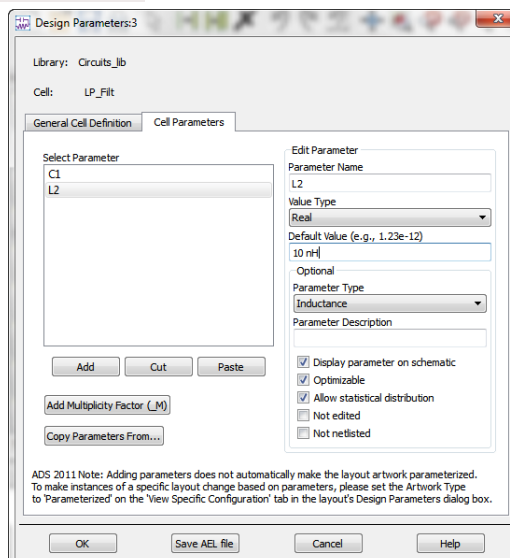 Design Parameters:3
Library: Circuits_lib
Cell: LP_Filt
General Cell Definition
Cell Parameters
Select Parameter
C1
L2
Add
Cut
Paste
Add Multiplicity Factor (_M)
Copy Parameters From...
Edit Parameter
Parameter Name
L2
Value Type
Real
Default Value (e.g., 1.23e-12)
10 nH
Optional
Parameter Type
Inductance
Parameter Description
Display parameter on schematic
Optimizable
Allow statistical distribution
Not edited
Not netlisted
ADS 2011 Note: Adding parameters does not automatically make the layout artwork parameterized.
To make instances of a specific layout change based on parameters, please set the Artwork Type
to 'Parameterized' on the 'View Specific Configuration' tab in the layout's Design Parameters dialog box.
OK
Save AEL file
Cancel
Help